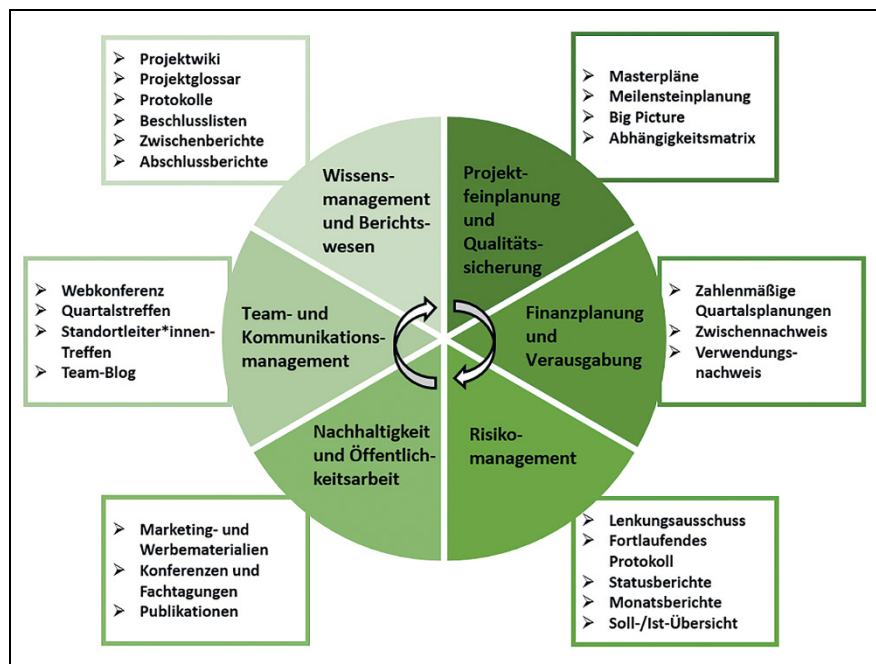 Projektwiki
Projektglossar
Protokolle
Beschlusslisten
Zwischenberichte
Abschlussberichte
Masterpläne
Meilensteinplanung
Big Picture
Abhängigkeitsmatrix
Wissens-
management
und Berichts-
wesen
Projekt-
feinplanung
und
Qualitäts-
sicherung
Webkonferenz
Quartalstreffen
Standortleiter*innen-
Treffen
Team-Blog
Team- und
Kommunikations-
management
Finanzplanung
und
Verausgabung
Zahlenmäßige
Quartalsplanungen
Zwischennachweis
Verwendungs-
nachweis
Nachhaltigkeit
und Öffentlich-
keitsarbeit
Risiko-
management
Marketing- und
Werbematerialien
Konferenzen und
Fachtagungen
Publikationen
Lenkungsausschuss
Fortlaufendes
Protokoll
Statusberichte
Monatsberichte
Soll-/Ist-Übersicht